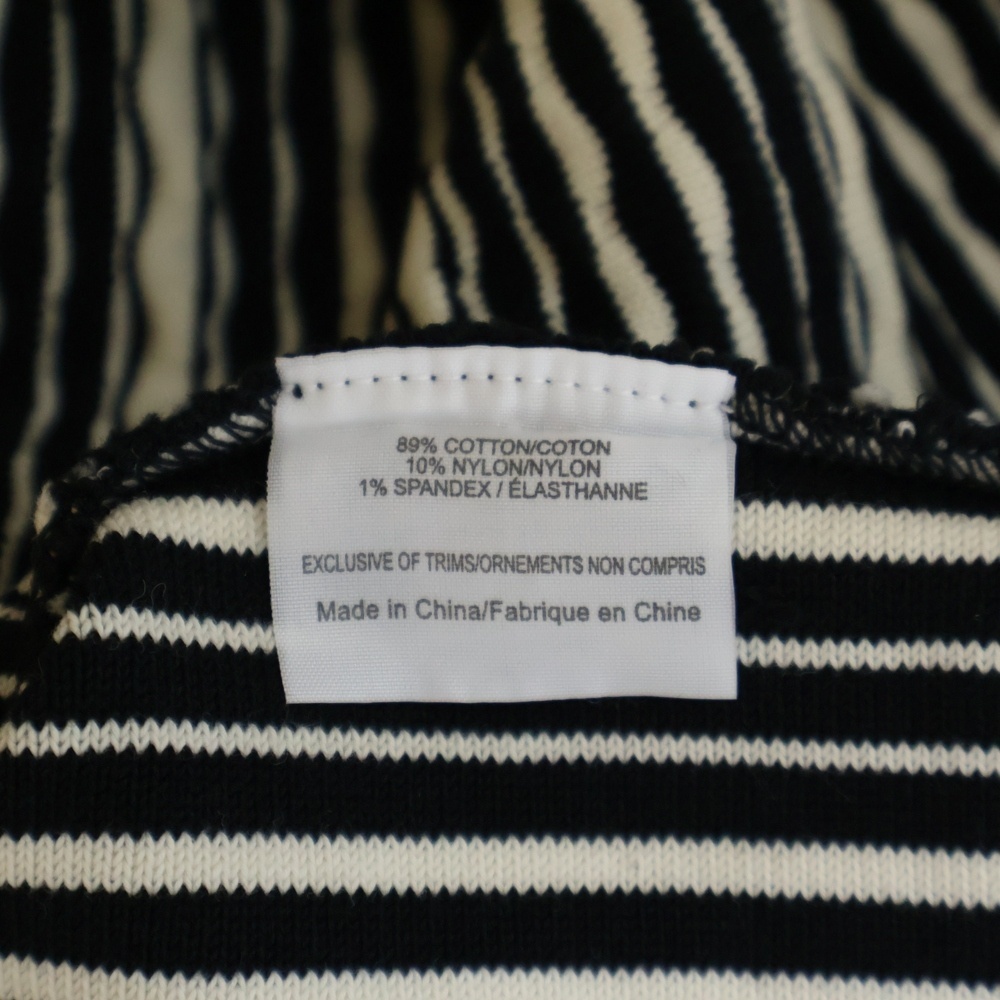 89% COTTON/COTON
10% NYLON/NYLON
1% SPANDEX / ÉLASTHANNE
EXCLUSIVE OF TRIMS/ORNEMENTS NON COMPRIS
Made in China/Fabrique en Chine